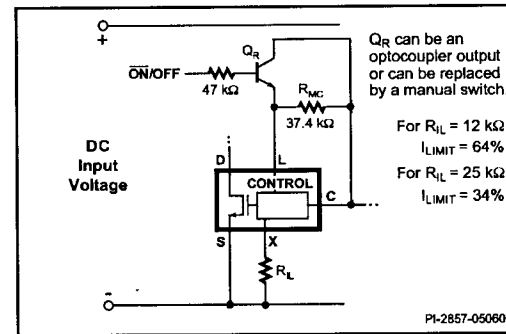 +
Q_R
Q_R can be an
optocoupler output
or can be replaced
by a manual switch.
O̅N̅/OFF
47 kΩ
R_MC
37.4 kΩ
For R_IL = 12 kΩ
I_LIMIT = 64%
For R_IL = 25 kΩ
I_LIMIT = 34%
DC
Input
Voltage
D
L
CONTROL
C
S
X
R_IL
-
PI-2857-05060